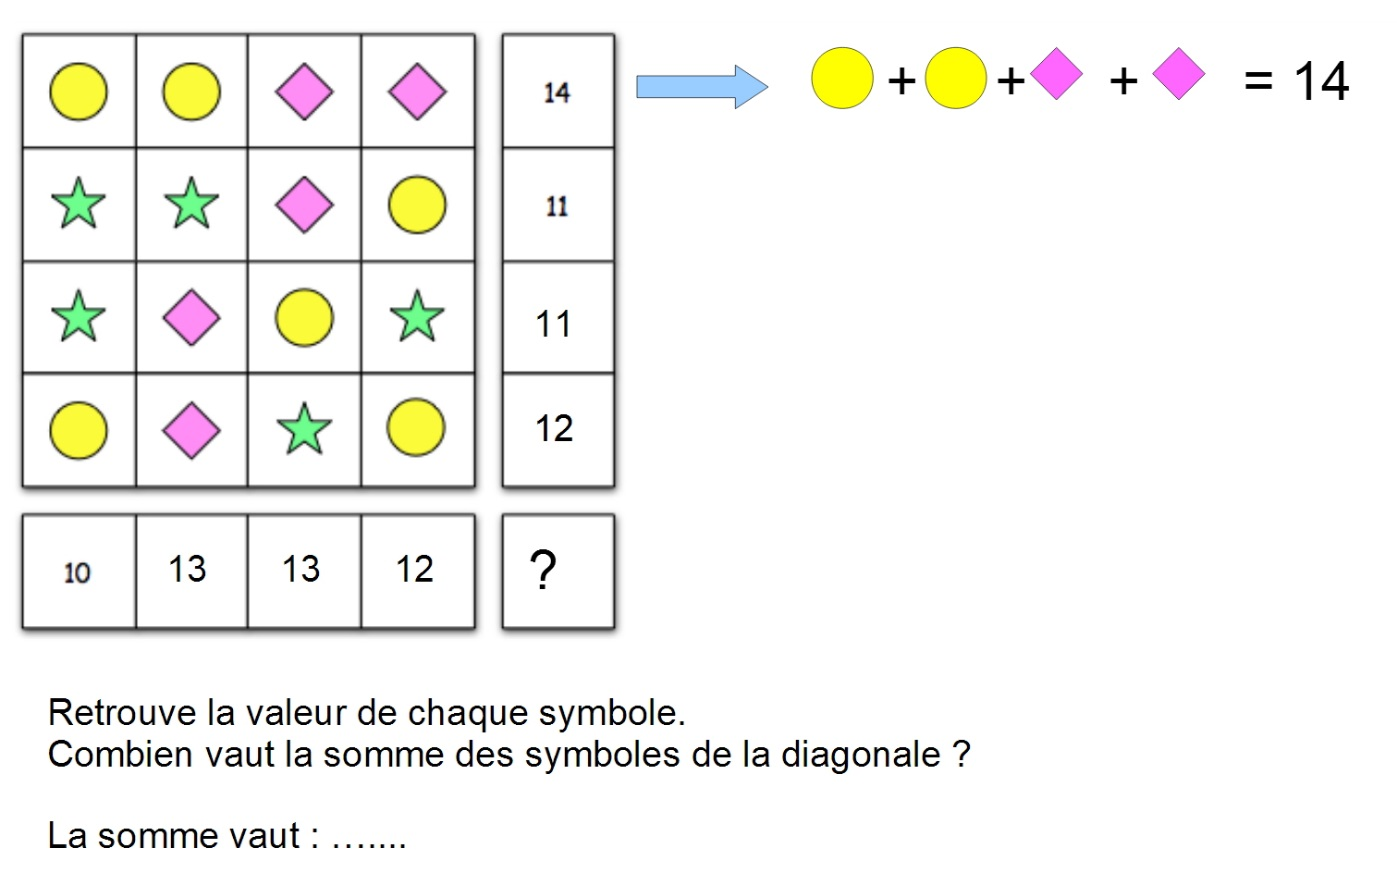 14
+ + + = 14
11
11
12
10 13 13 12 ?
Retrouve la valeur de chaque symbole.
Combien vaut la somme des symboles de la diagonale ?
La somme vaut : ….....